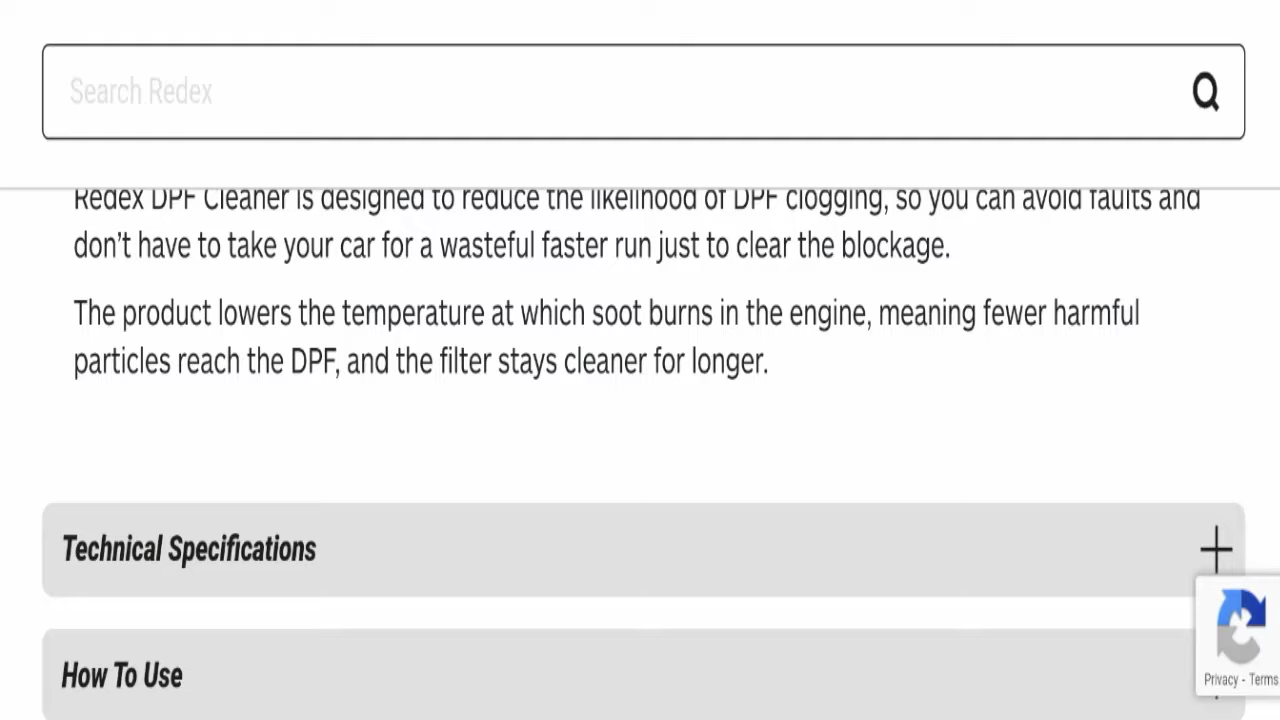 Search Redex
Redex DPF Cleaner is designed to reduce the likelihood of DPF clogging, so you can avoid faults and
don’t have to take your car for a wasteful faster run just to clear the blockage.
The product lowers the temperature at which soot burns in the engine, meaning fewer harmful
particles reach the DPF, and the filter stays cleaner for longer.
Technical Specifications
How To Use
Privacy - Terms